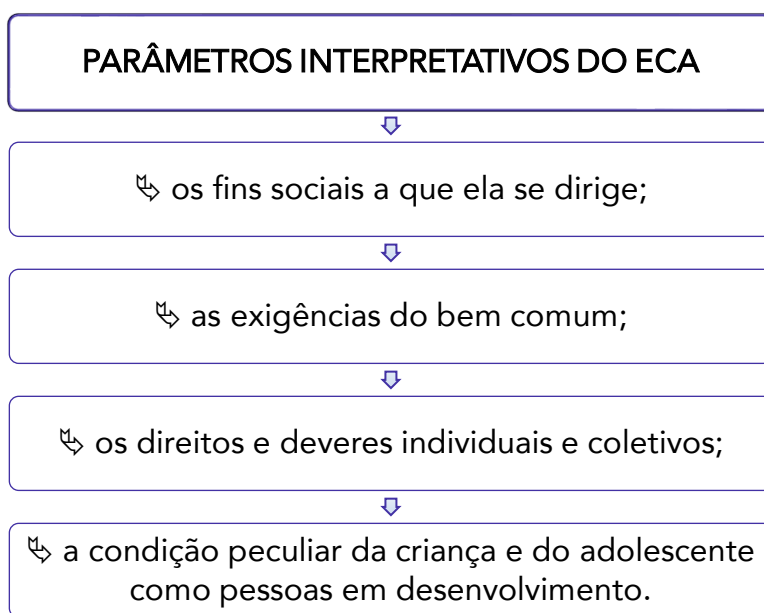 PARÂMETROS INTERPRETATIVOS DO ECA
⮱ os fins sociais a que ela se dirige;
⮱ as exigências do bem comum;
⮱ os direitos e deveres individuais e coletivos;
⮱ a condição peculiar da criança e do adolescente
como pessoas em desenvolvimento.